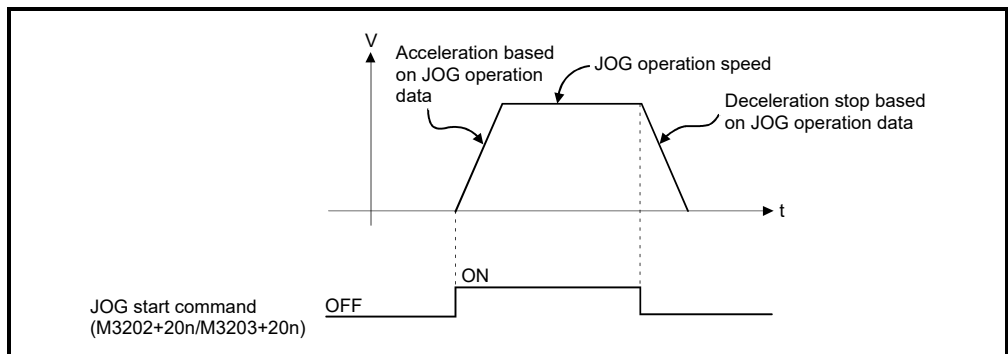 V
Acceleration based
on JOG operation
data
JOG operation speed
Deceleration stop based
on JOG operation data
t
ON
OFF
JOG start command
(M3202+20n/M3203+20n)